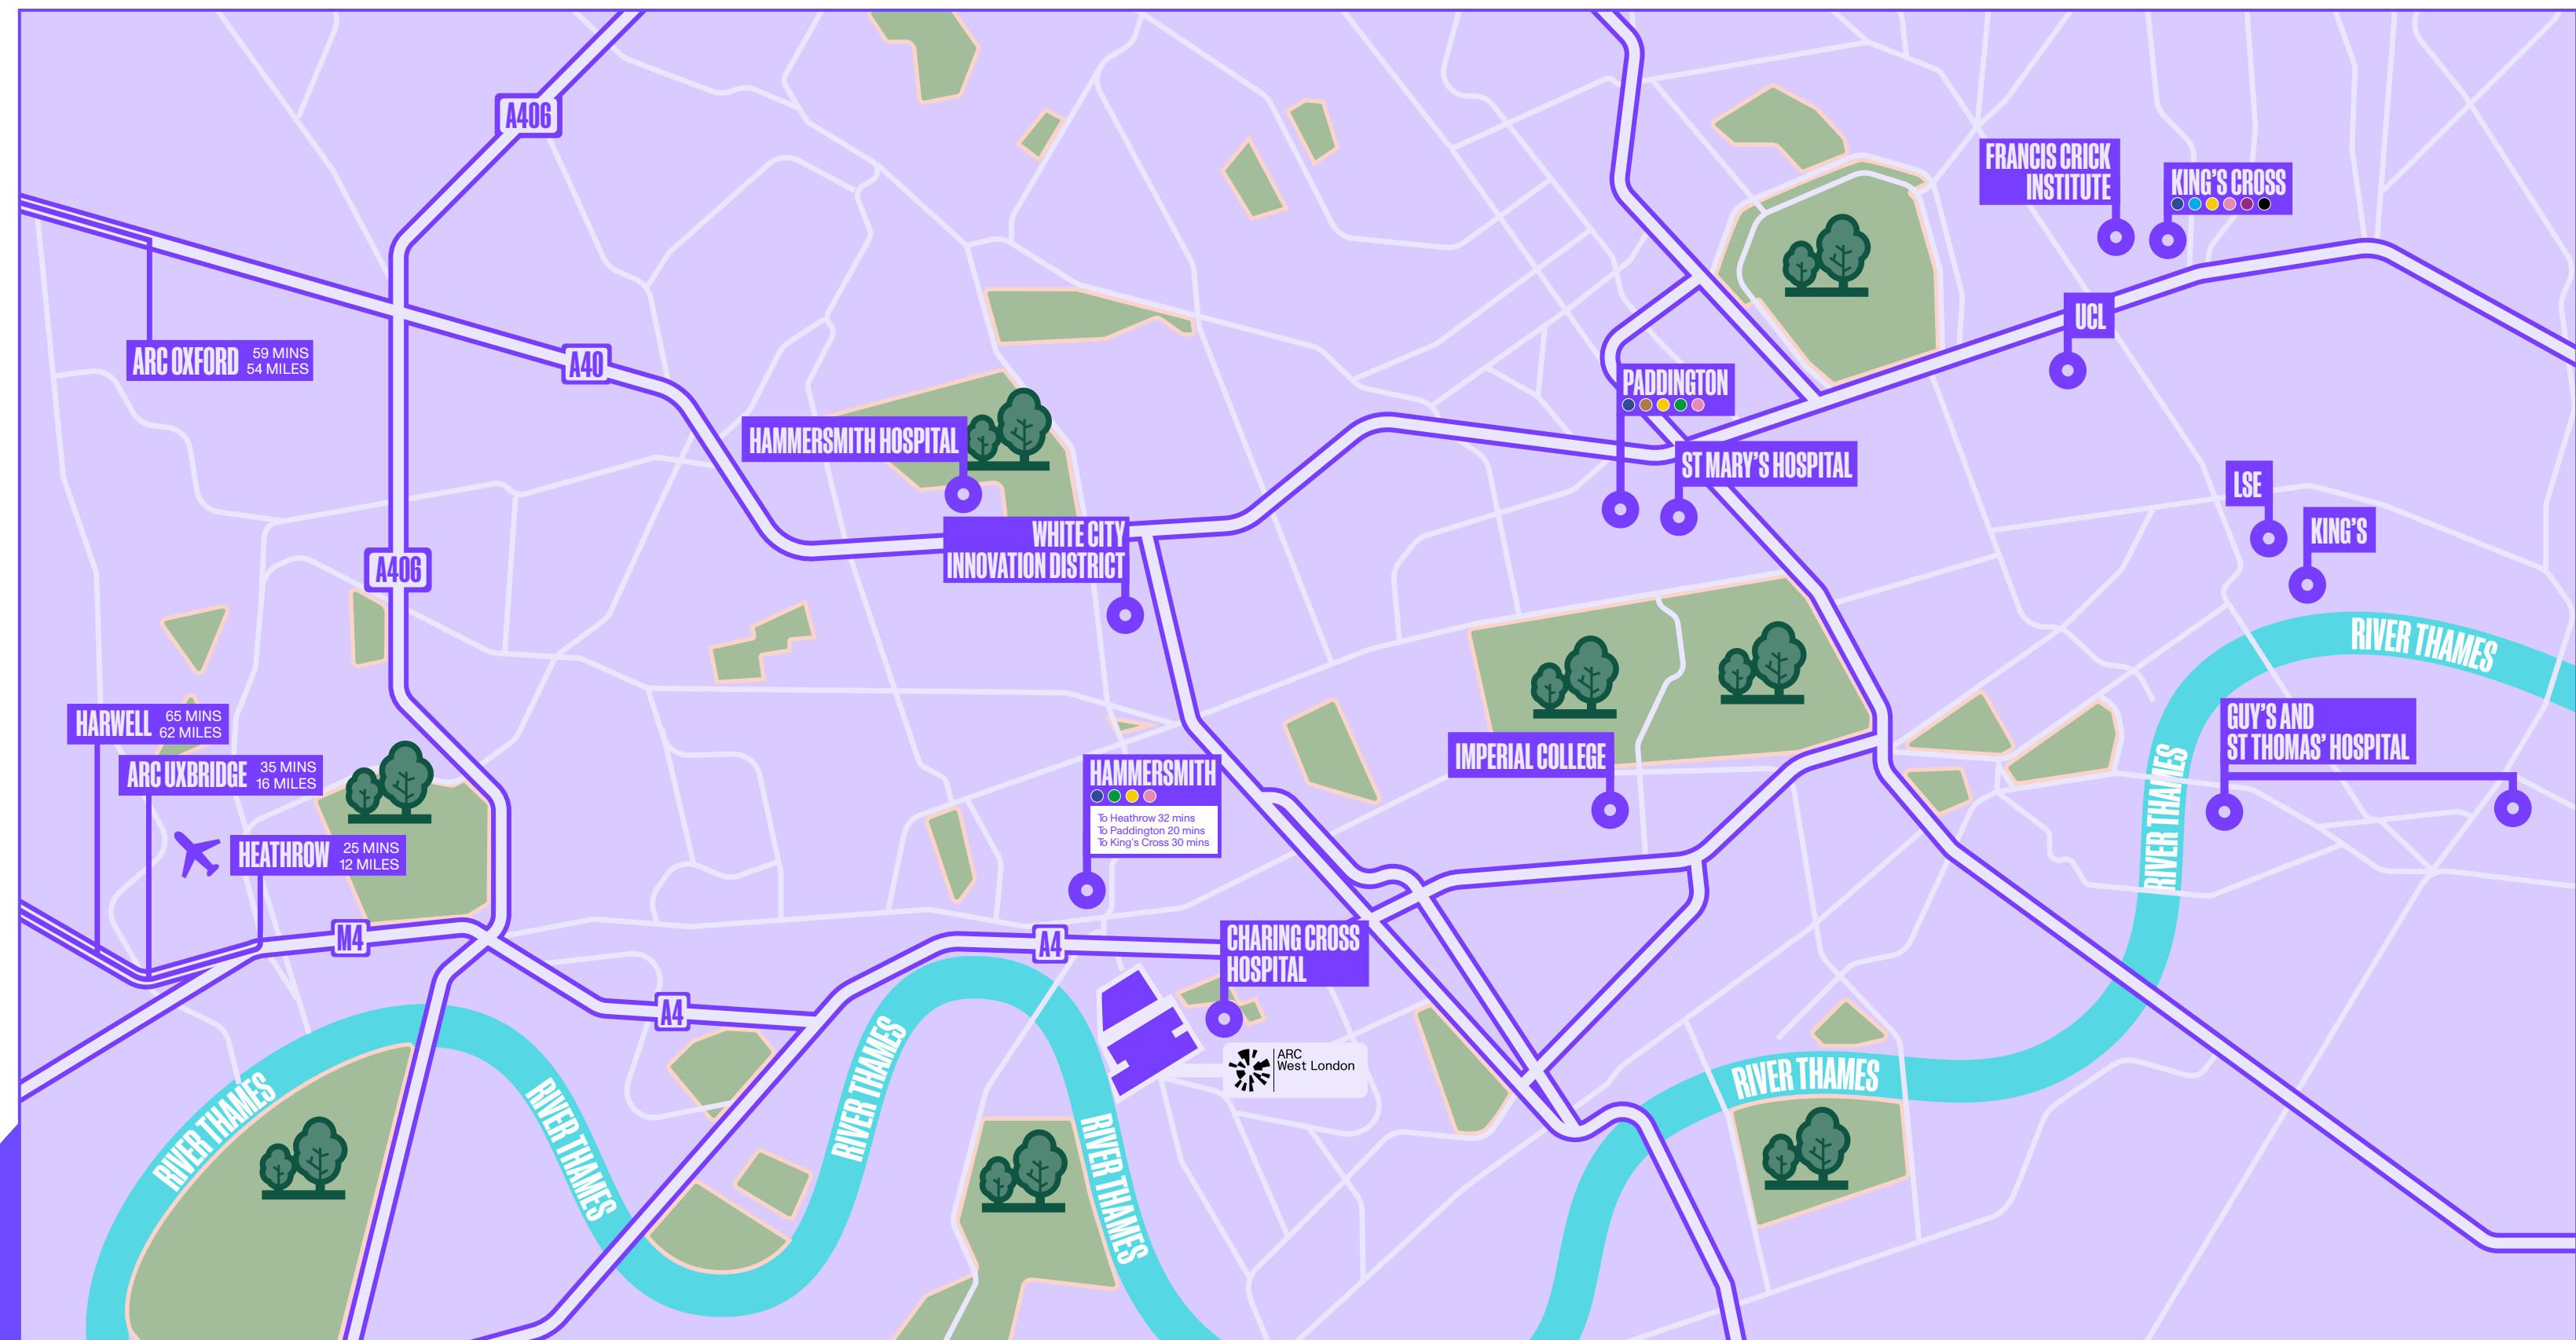 A406
FRANCIS CRICK
INSTITUTE
KING'S CROSS
UCL
ARC OXFORD 59 MINS
54 MILES
A40
PADDINGTON
HAMMERSMITH HOSPITAL
ST MARY'S HOSPITAL
LSE
WHITE CITY
INNOVATION DISTRICT
KING'S
A406
RIVER THAMES
HARWELL 65 MINS
62 MILES
GUY'S AND
ST THOMAS' HOSPITAL
ARC UXBRIDGE 35 MINS
16 MILES
HAMMERSMITH
To Heathrow 32 mins
To Paddington 20 mins
To King's Cross 30 mins
IMPERIAL COLLEGE
RIVER THAMES
HEATHROW 25 MINS
12 MILES
M4
A4
CHARING CROSS
HOSPITAL
A4
ARC
West London
RIVER THAMES
RIVER THAMES
RIVER THAMES
RIVER THAMES
RIVER THAMES